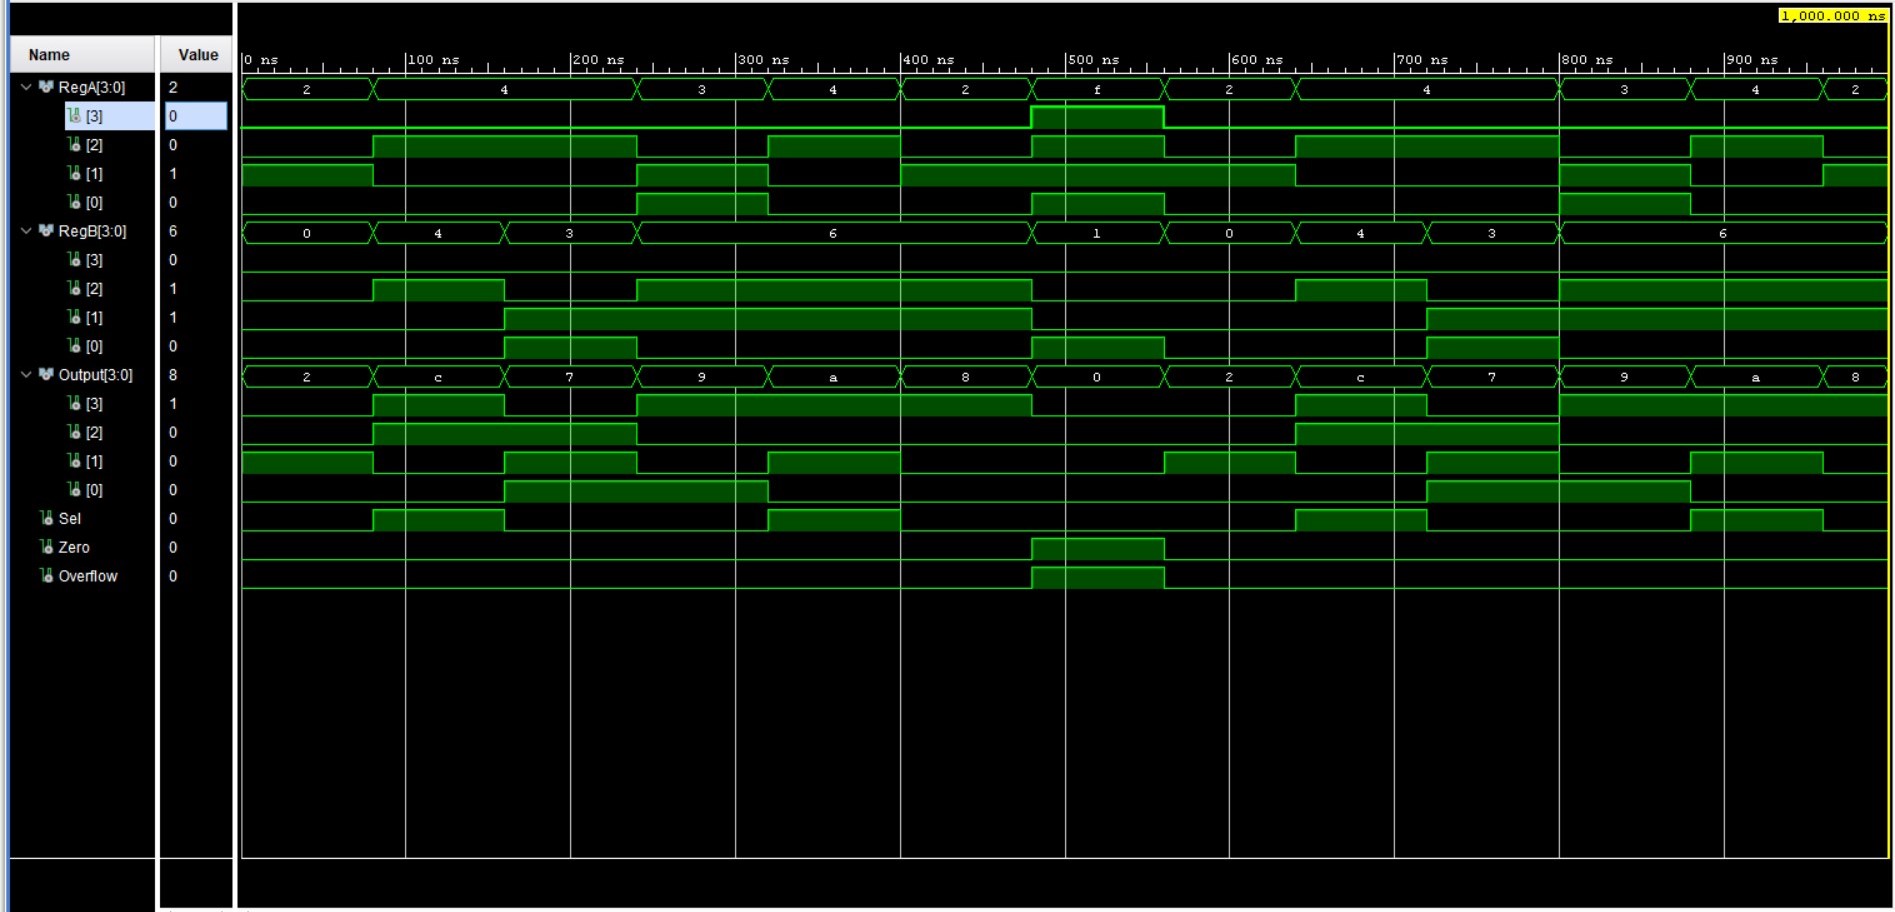 1,000.000 ns
Name Value 0 ns 100 ns 200 ns 300 ns 400 ns 500 ns 600 ns 700 ns 800 ns 900 ns
RegA[3:0] 2 2 4 3 4 2 f 2 4 3 4 2
[3] 0
[2] 0
[1] 1
[0] 0
RegB[3:0] 6 0 4 3 6 1 0 4 3 6
[3] 0
[2] 1
[1] 1
[0] 0
Output[3:0] 8 2 c 7 9 a 8 0 2 c 7 9 a 8
[3] 1
[2] 0
[1] 0
[0] 0
Sel 0
Zero 0
Overflow 0